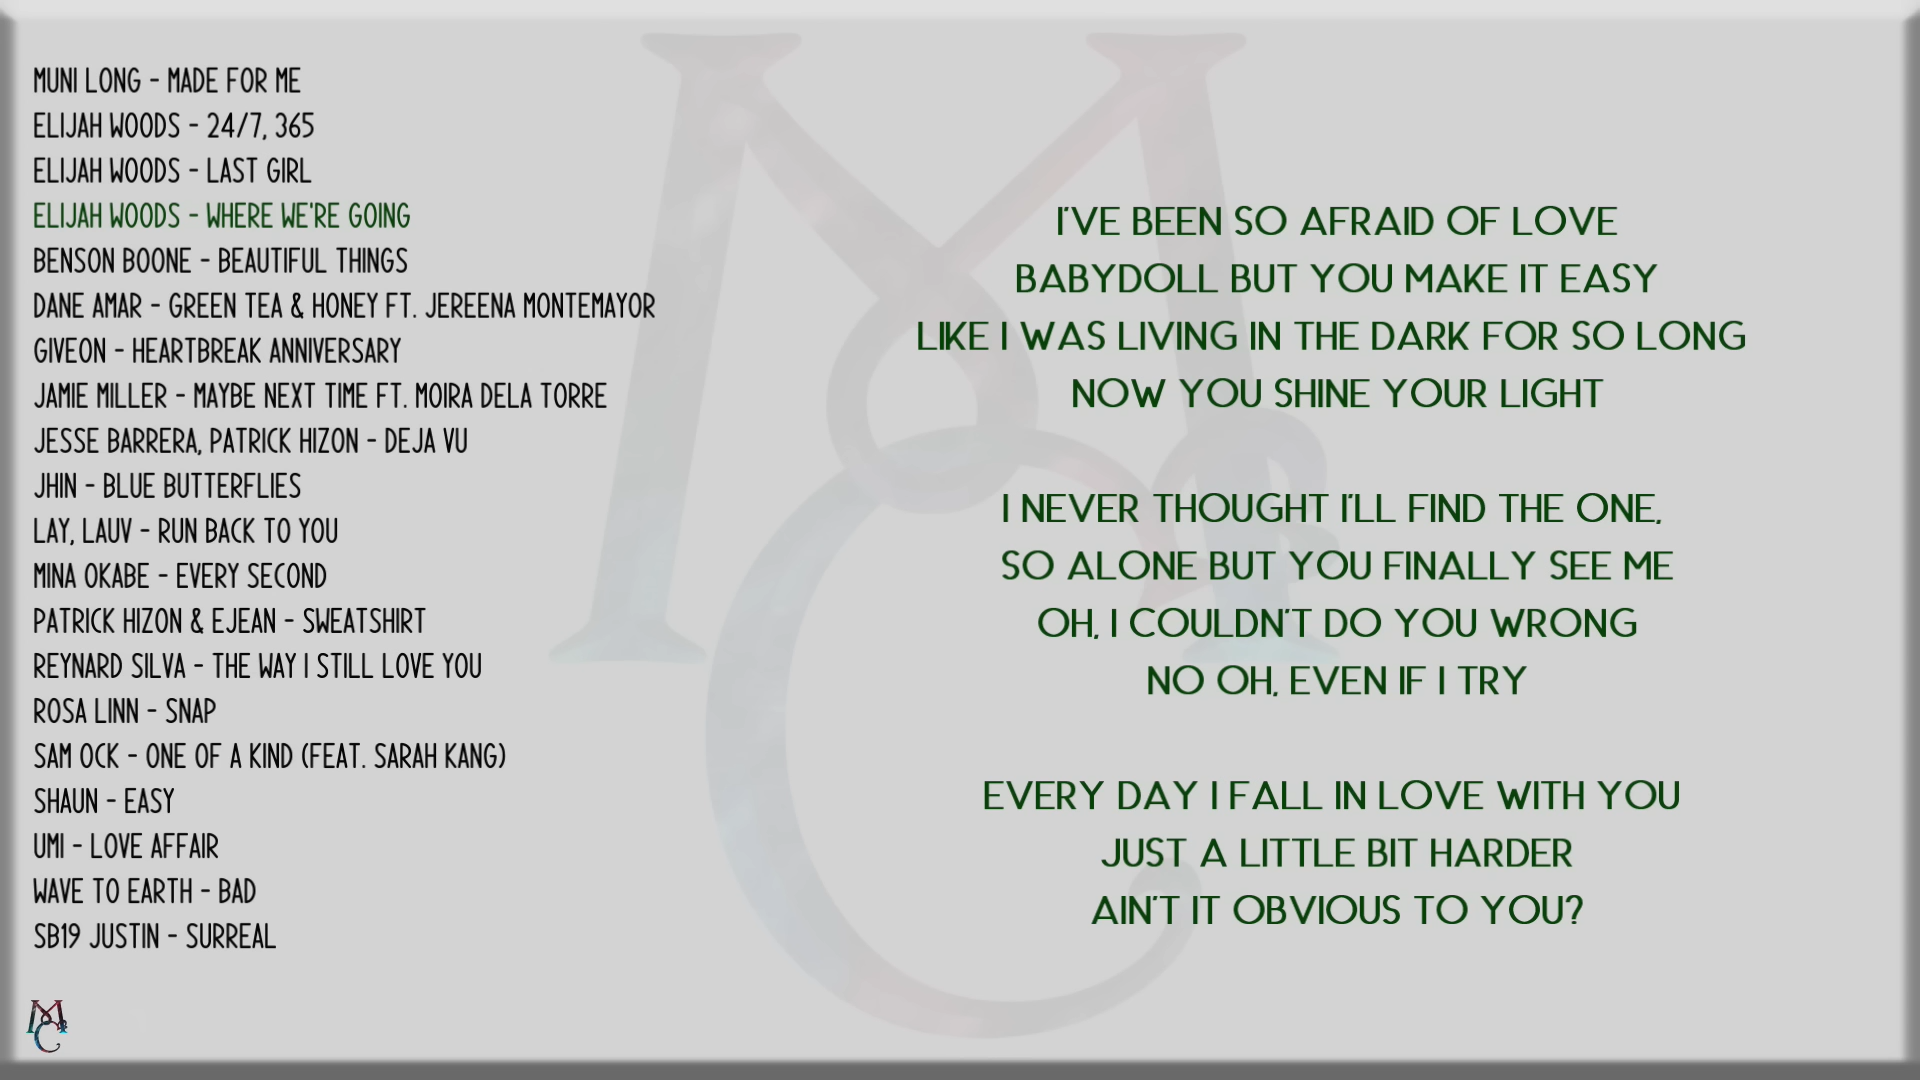 MUNI LONG - MADE FOR ME
ELIJAH WOODS - 24/7, 365
ELIJAH WOODS - LAST GIRL
ELIJAH WOODS - WHERE WE'RE GOING
BENSON BOONE - BEAUTIFUL THINGS
DANE AMAR - GREEN TEA & HONEY FT. JEREENA MONTEMAYOR
GIVEON - HEARTBREAK ANNIVERSARY
JAMIE MILLER - MAYBE NEXT TIME FT. MOIRA DELA TORRE
JESSE BARRERA, PATRICK HIZON - DEJA VU
JHIN - BLUE BUTTERFLIES
LAY, LAUV - RUN BACK TO YOU
MINA OKABE - EVERY SECOND
PATRICK HIZON & EJEAN - SWEATSHIRT
REYNARD SILVA - THE WAY I STILL LOVE YOU
ROSA LINN - SNAP
SAM OCK - ONE OF A KIND (FEAT. SARAH KANG)
SHAUN - EASY
UMI - LOVE AFFAIR
WAVE TO EARTH - BAD
SB19 JUSTIN - SURREAL
MC
I'VE BEEN SO AFRAID OF LOVE
BABYDOLL BUT YOU MAKE IT EASY
LIKE I WAS LIVING IN THE DARK FOR SO LONG
NOW YOU SHINE YOUR LIGHT
I NEVER THOUGHT I'LL FIND THE ONE,
SO ALONE BUT YOU FINALLY SEE ME
OH, I COULDN'T DO YOU WRONG
NO OH, EVEN IF I TRY
EVERY DAY I FALL IN LOVE WITH YOU
JUST A LITTLE BIT HARDER
AIN'T IT OBVIOUS TO YOU?